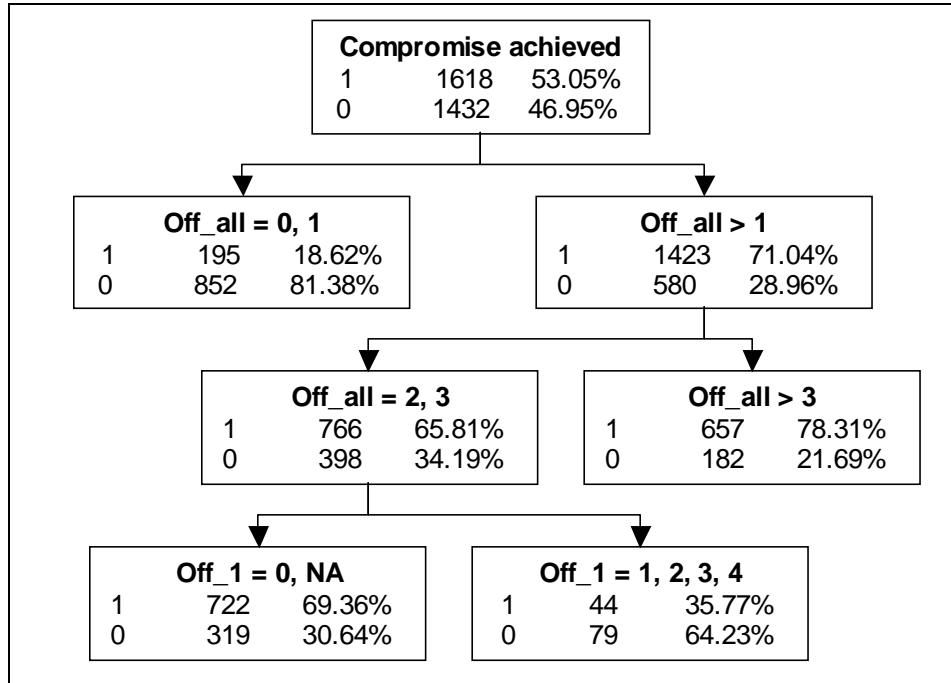 Compromise achieved
1 1618 53.05%
0 1432 46.95%
Off_all = 0, 1
1 195 18.62%
0 852 81.38%
Off_all > 1
1 1423 71.04%
0 580 28.96%
Off_all = 2, 3
1 766 65.81%
0 398 34.19%
Off_all > 3
1 657 78.31%
0 182 21.69%
Off_1 = 0, NA
1 722 69.36%
0 319 30.64%
Off_1 = 1, 2, 3, 4
1 44 35.77%
0 79 64.23%